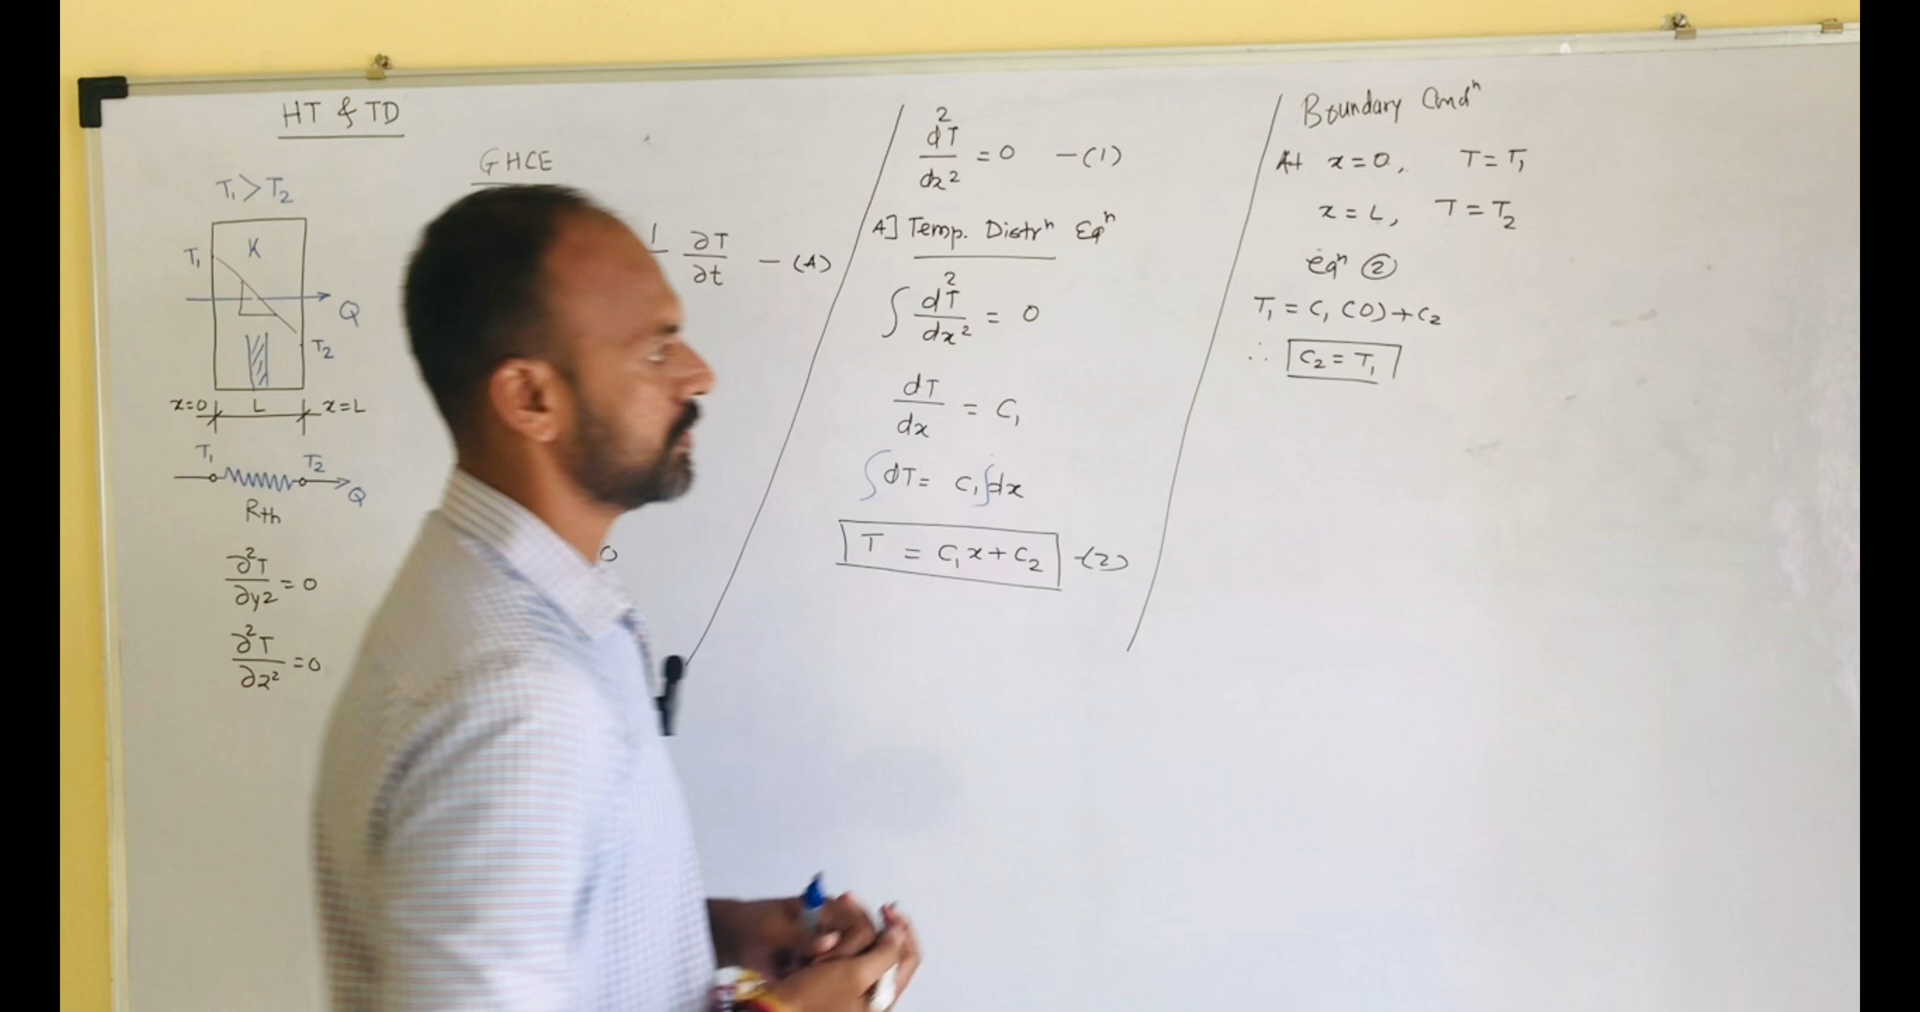 HT & TD
T₁ > T₂
K
T₁
Q
T₂
x=0 L x=L
T₁ T₂
Q
Rth
∂²T/∂y2 = 0
∂²T/∂z² = 0
GHCE
1 ∂T/∂t - (A)
0
d²T/dx2 = 0 - (1)
A] Temp. Distrⁿ Eqⁿ
∫ d²T/dx² = 0
dT/dx = C₁
∫dT = C₁∫dx
T = C₁x + C₂ -(2)
Boundary Condⁿ
At x=0, T = T₁
x = L, T = T₂
eqⁿ ②
T₁ = C₁ (0) + C₂
∴ C₂ = T₁